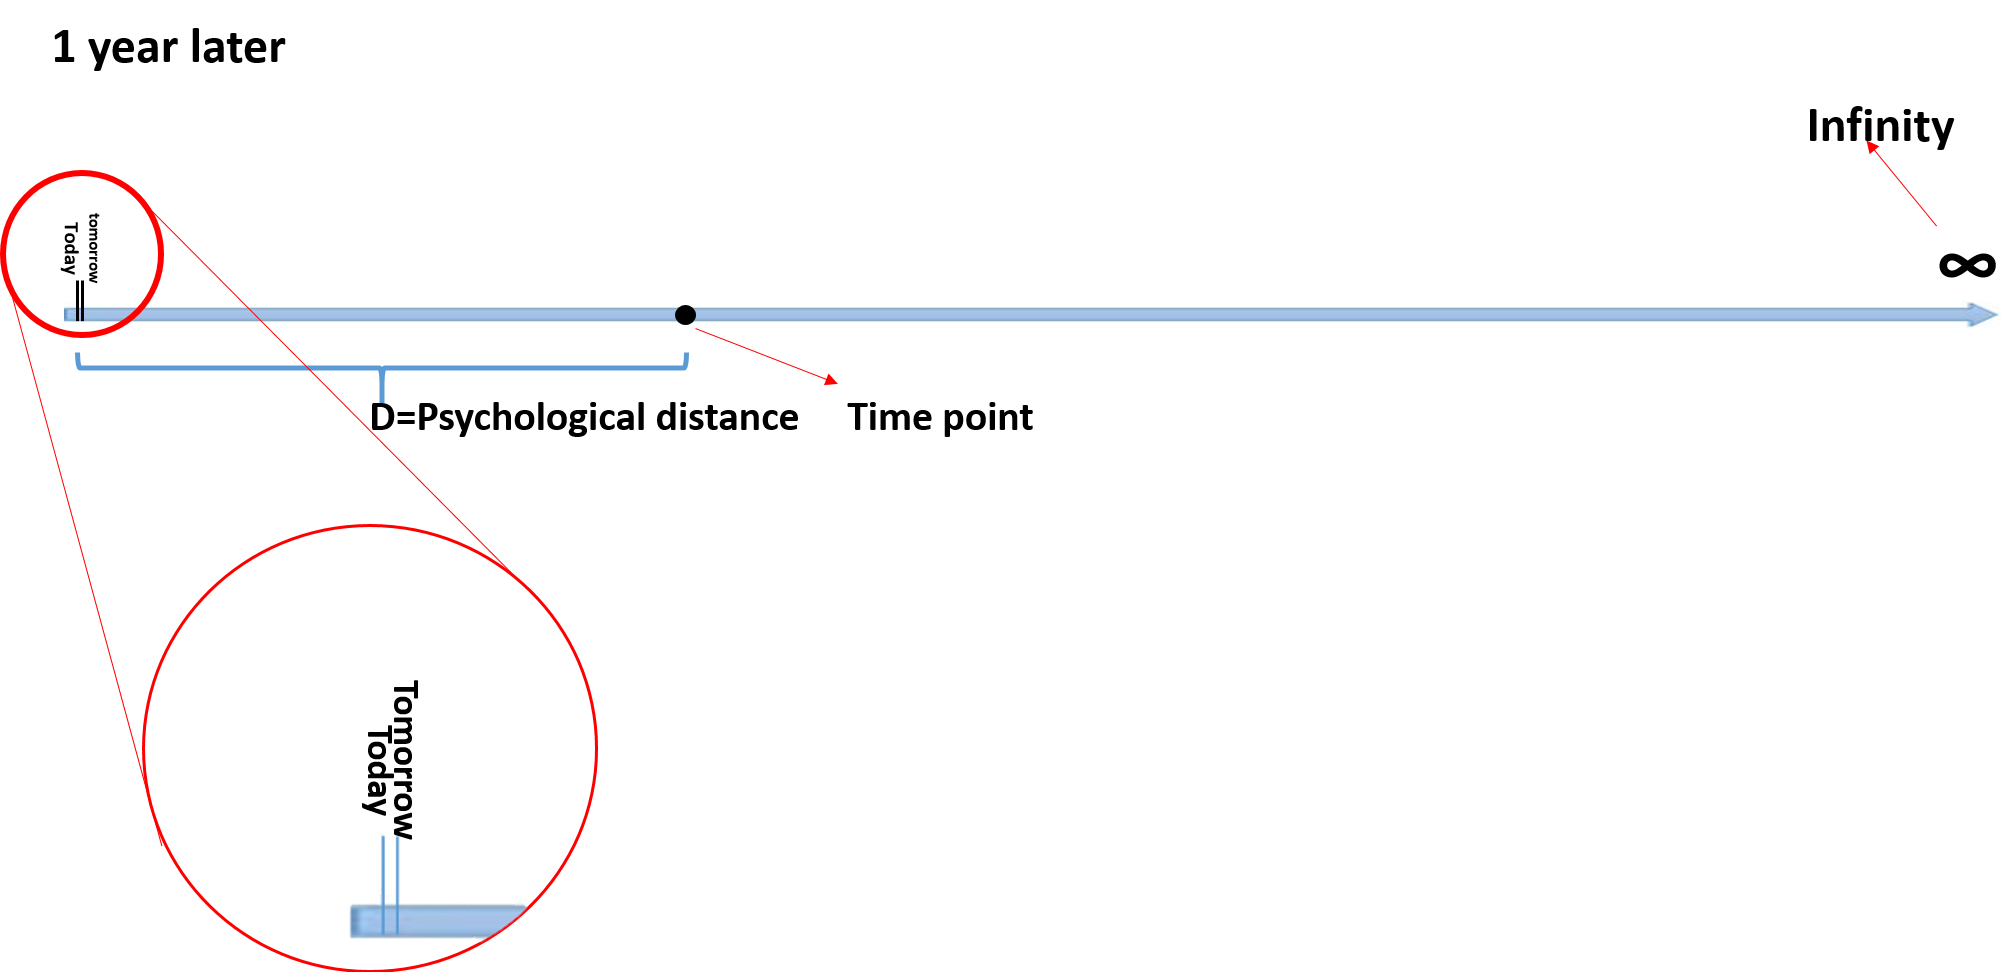 1 year later
Infinity
∞
tomorrow
Today
D=Psychological distance
Time point
Tomorrow
Today